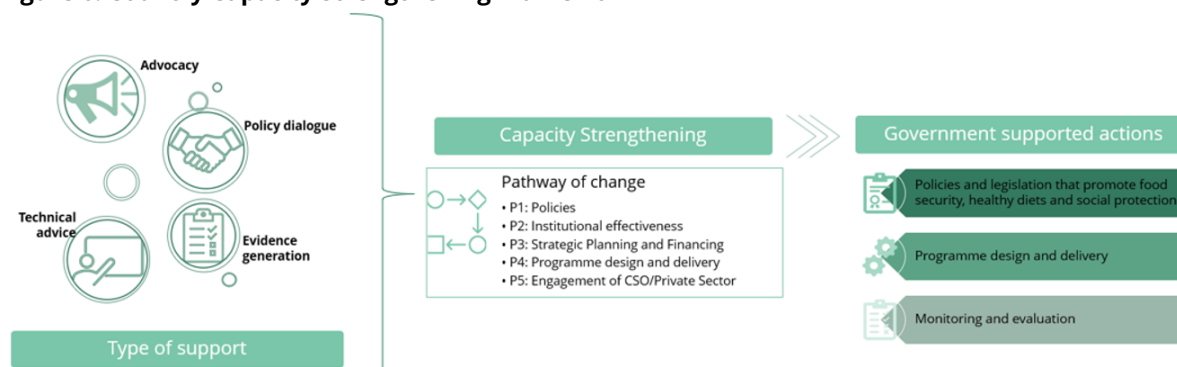 Advocacy
Policy dialogue
Technical
advice
Evidence
generation
Type of support
Capacity Strengthening
Pathway of change
• P1: Policies
• P2: Institutional effectiveness
• P3: Strategic Planning and Financing
• P4: Programme design and delivery
• P5: Engagement of CSO/Private Sector
Government supported actions
Policies and legislation that promote food
security, healthy diets and social protection
Programme design and delivery
Monitoring and evaluation